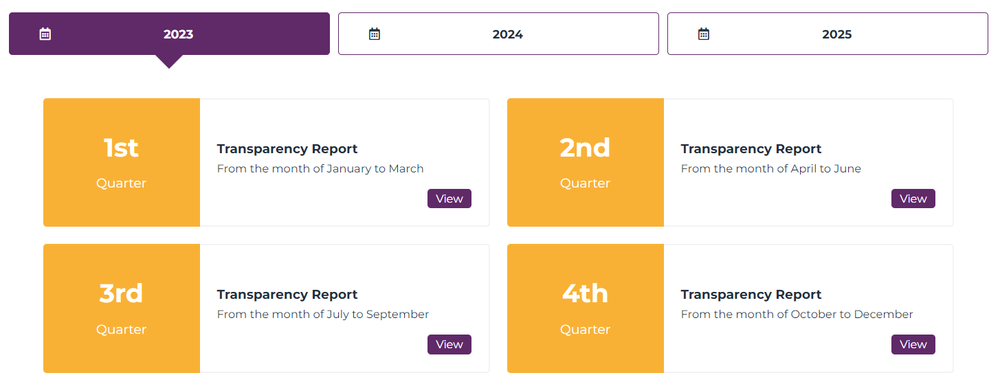 2023
2024
2025
1st
Quarter
Transparency Report
From the month of January to March
View
2nd
Quarter
Transparency Report
From the month of April to June
View
3rd
Quarter
Transparency Report
From the month of July to September
View
4th
Quarter
Transparency Report
From the month of October to December
View